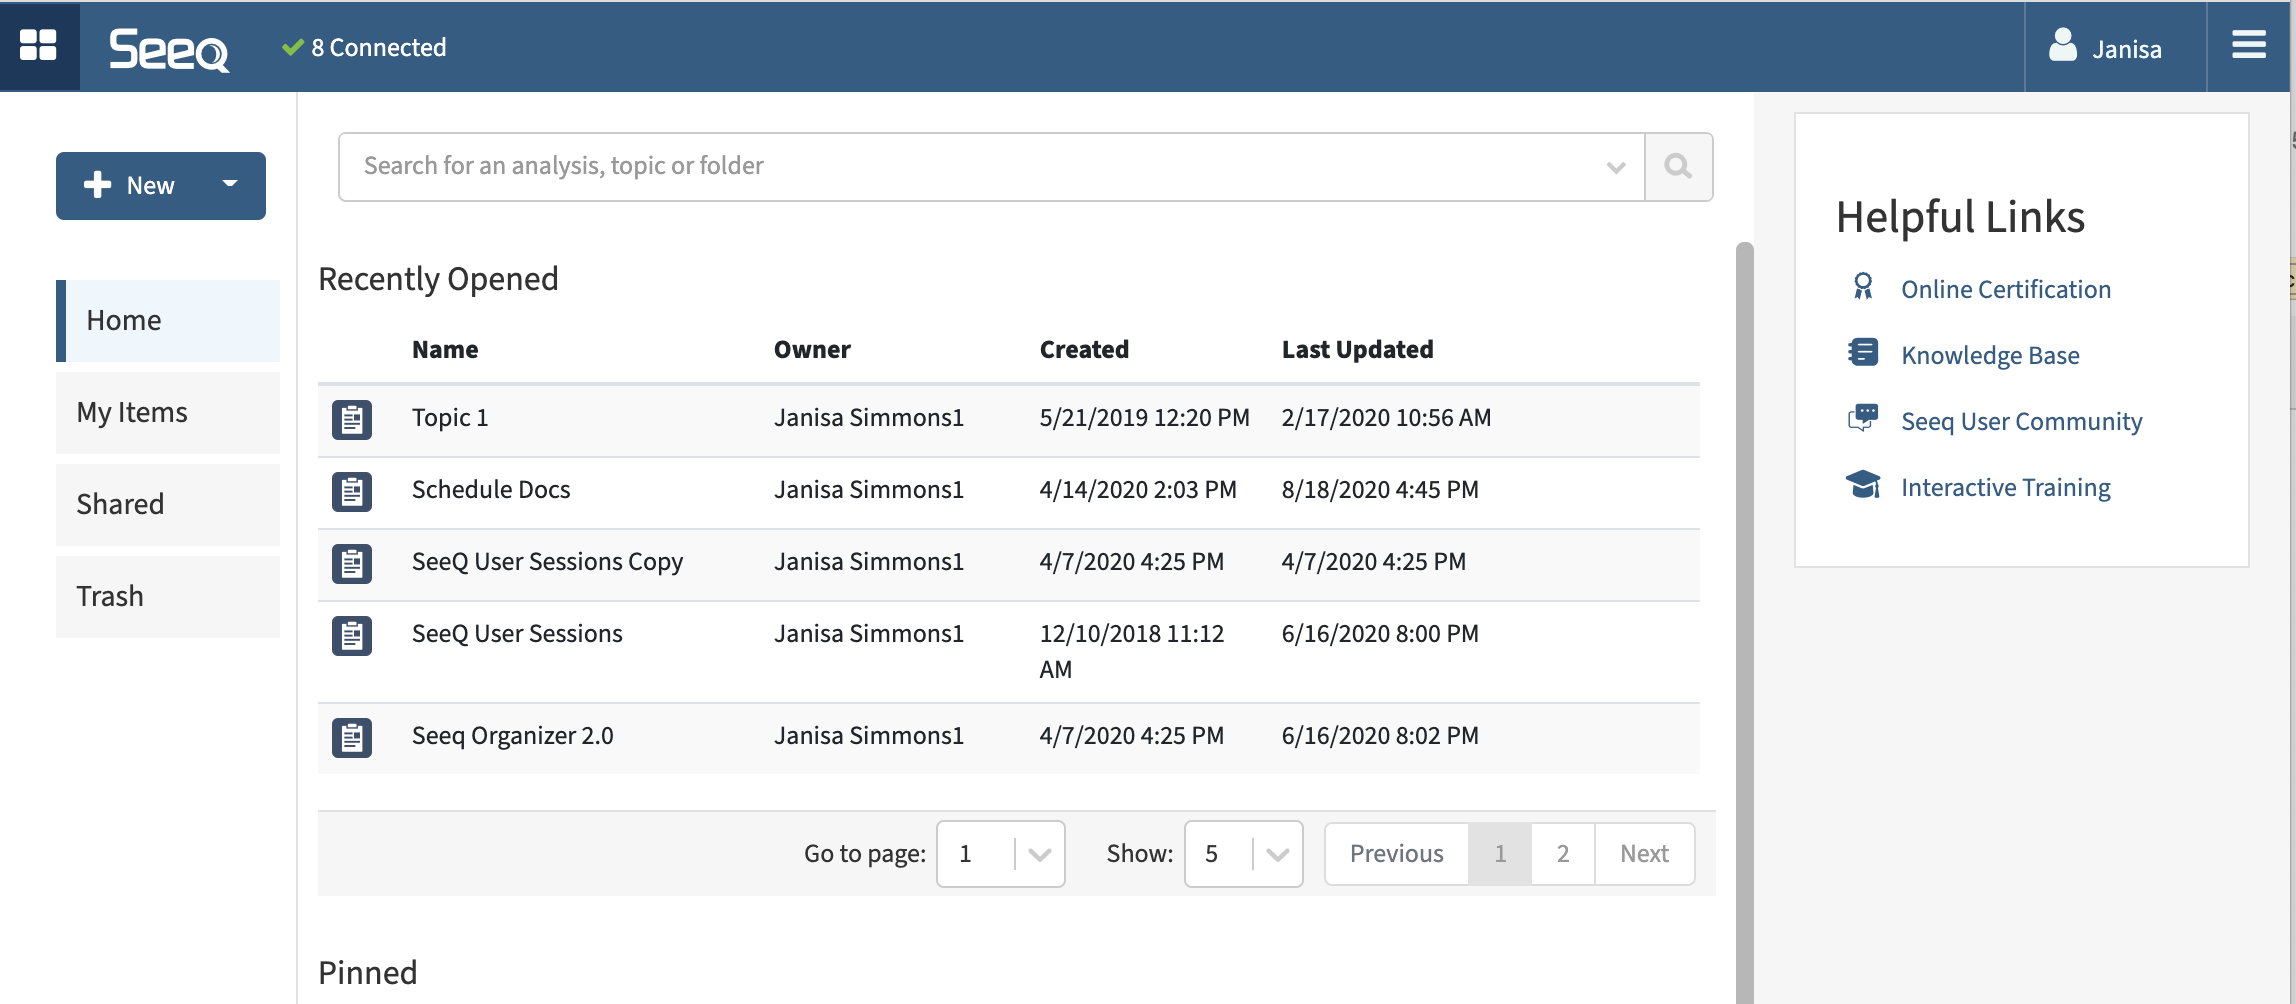 Seeq
8 Connected
Janisa
New
Search for an analysis, topic or folder
Home
My Items
Shared
Trash
Recently Opened
Name Owner Created Last Updated
Topic 1 Janisa Simmons1 5/21/2019 12:20 PM 2/17/2020 10:56 AM
Schedule Docs Janisa Simmons1 4/14/2020 2:03 PM 8/18/2020 4:45 PM
SeeQ User Sessions Copy Janisa Simmons1 4/7/2020 4:25 PM 4/7/2020 4:25 PM
SeeQ User Sessions Janisa Simmons1 12/10/2018 11:12 6/16/2020 8:00 PM
AM
Seeq Organizer 2.0 Janisa Simmons1 4/7/2020 4:25 PM 6/16/2020 8:02 PM
Go to page: 1 Show: 5 Previous 1 2 Next
Pinned
Helpful Links
Online Certification
Knowledge Base
Seeq User Community
Interactive Training